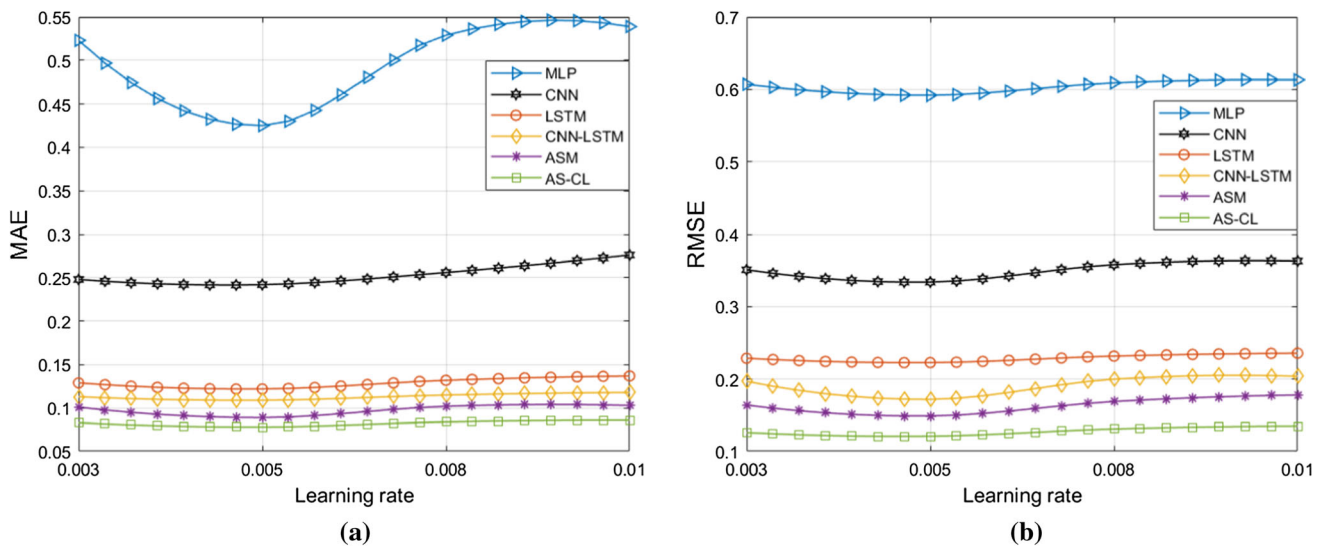 0.55
0.5
0.45
0.4
0.35
0.3
0.25
0.2
0.15
0.1
0.05
MAE
MLP
CNN
LSTM
CNN-LSTM
ASM
AS-CL
0.003
0.005
0.008
0.01
Learning rate
(a)
0.7
0.6
0.5
0.4
0.3
0.2
0.1
RMSE
MLP
CNN
LSTM
CNN-LSTM
ASM
AS-CL
0.003
0.005
0.008
0.01
Learning rate
(b)